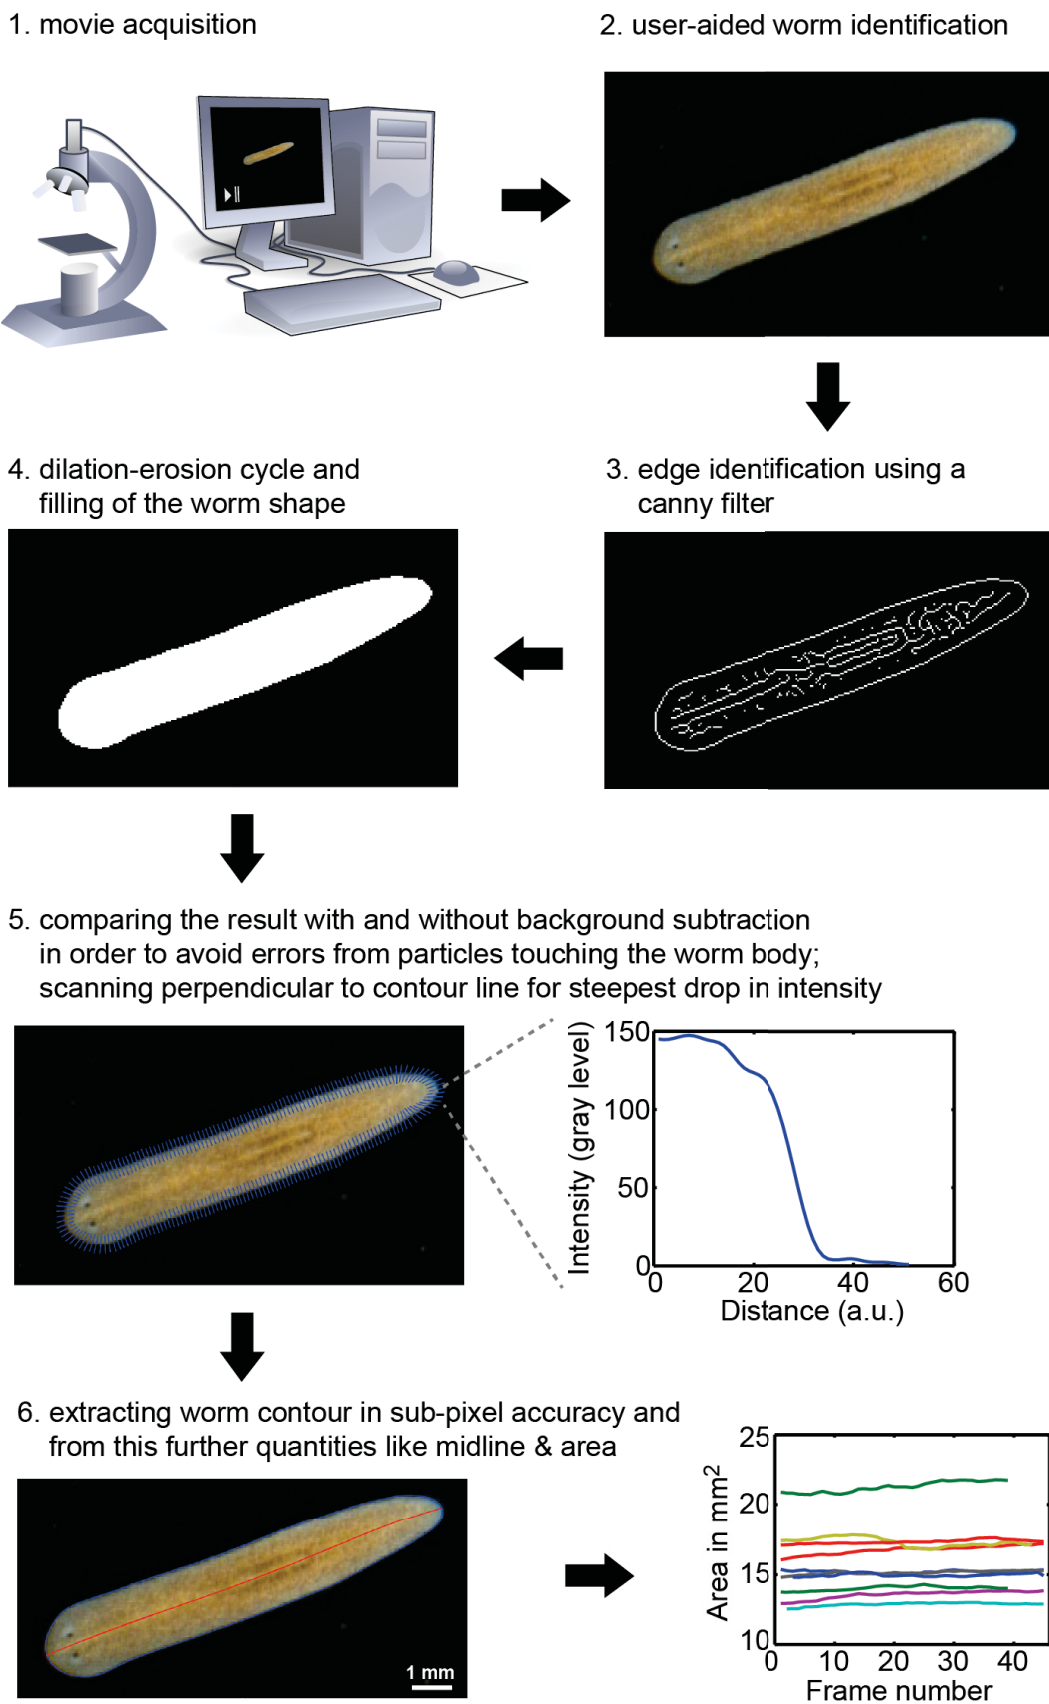 1. movie acquisition
2. user-aided worm identification
4. dilation-erosion cycle and
filling of the worm shape
3. edge identification using a
canny filter
5. comparing the result with and without background subtraction
in order to avoid errors from particles touching the worm body;
scanning perpendicular to contour line for steepest drop in intensity
Intensity (gray level)
150
100
50
0
0 20 40 60
Distance (a.u.)
6. extracting worm contour in sub-pixel accuracy and
from this further quantities like midline & area
1 mm
Area in mm²
25
20
15
10
0 10 20 30 40
Frame number